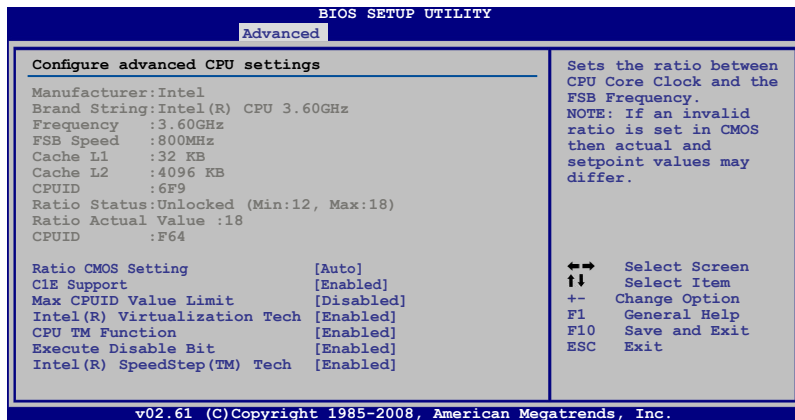 BIOS SETUP UTILITY
Advanced
Configure advanced CPU settings
Manufacturer:Intel
Brand String:Intel(R) CPU 3.60GHz
Frequency :3.60GHz
FSB Speed :800MHz
Cache L1 :32 KB
Cache L2 :4096 KB
CPUID :6F9
Ratio Status:Unlocked (Min:12, Max:18)
Ratio Actual Value :18
CPUID :F64
Ratio CMOS Setting [Auto]
C1E Support [Enabled]
Max CPUID Value Limit [Disabled]
Intel(R) Virtualization Tech [Enabled]
CPU TM Function [Enabled]
Execute Disable Bit [Enabled]
Intel(R) SpeedStep(TM) Tech [Enabled]
Sets the ratio between
CPU Core Clock and the
FSB Frequency.
NOTE: If an invalid
ratio is set in CMOS
then actual and
setpoint values may
differ.
←→ Select Screen
↑↓ Select Item
+- Change Option
F1 General Help
F10 Save and Exit
ESC Exit
v02.61 (C)Copyright 1985-2008, American Megatrends, Inc.